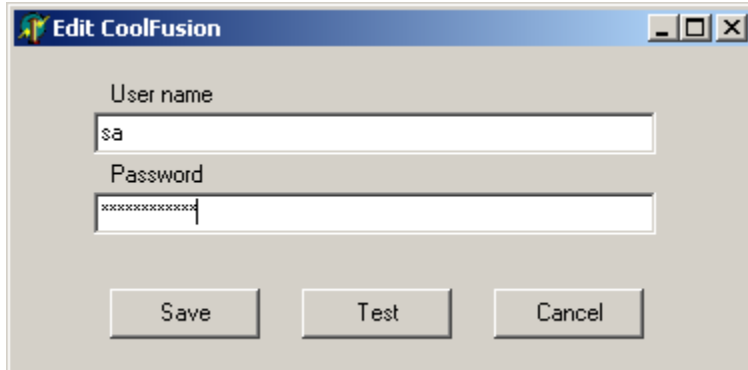 Edit CoolFusion
User name
sa
Password
************
Save Test Cancel